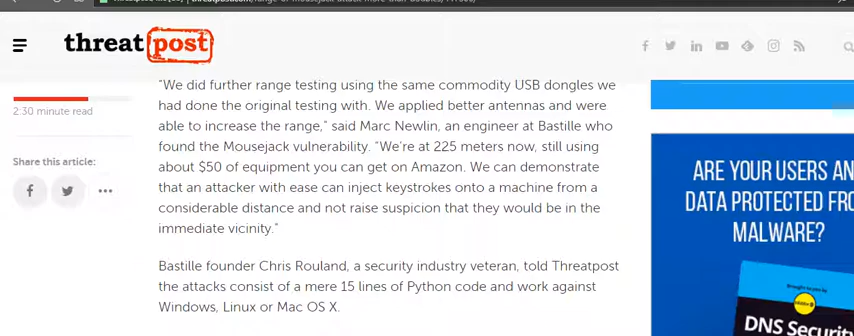 threatpost
"We did further range testing using the same commodity USB dongles we
had done the original testing with. We applied better antennas and were
able to increase the range," said Marc Newlin, an engineer at Bastille who
found the Mousejack vulnerability. "We're at 225 meters now, still using
about $50 of equipment you can get on Amazon. We can demonstrate
that an attacker with ease can inject keystrokes onto a machine from a
considerable distance and not raise suspicion that they would be in the
immediate vicinity."
Bastille founder Chris Rouland, a security industry veteran, told Threatpost
the attacks consist of a mere 15 lines of Python code and work against
Windows, Linux or Mac OS X.
2:30 minute read
Share this article:
ARE YOUR USERS AN
DATA PROTECTED FRO
MALWARE?
Brought to you by
DNS Securit